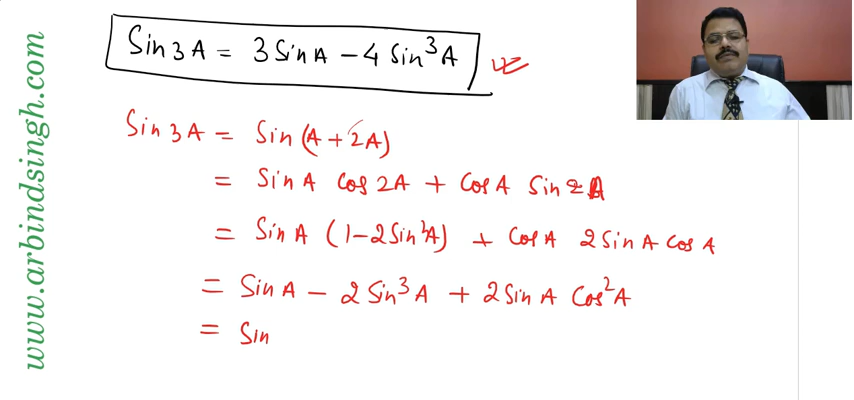 Sin 3A = 3 Sin A − 4 Sin³A
Sin 3A = Sin (A + 2A)
= Sin A Cos 2A + Cos A Sin 2A
= Sin A (1 − 2 Sin²A) + Cos A 2 Sin A Cos A
= Sin A − 2 Sin³A + 2 Sin A Cos²A
= Sin
www.arbindsingh.com